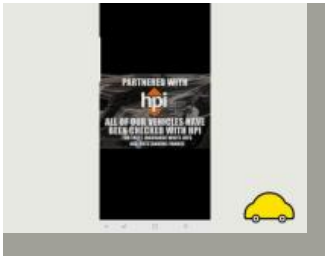 PARTNERED WITH
hpi
ALL OF OUR VEHICLES HAVE
BEEN CHECKED WITH HPI